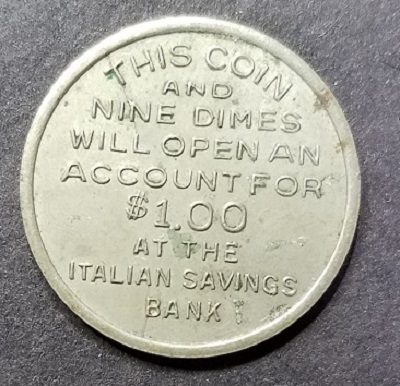 THIS COIN
AND
NINE DIMES
WILL OPEN AN
ACCOUNT FOR
$1.00
AT THE
ITALIAN SAVINGS
BANK